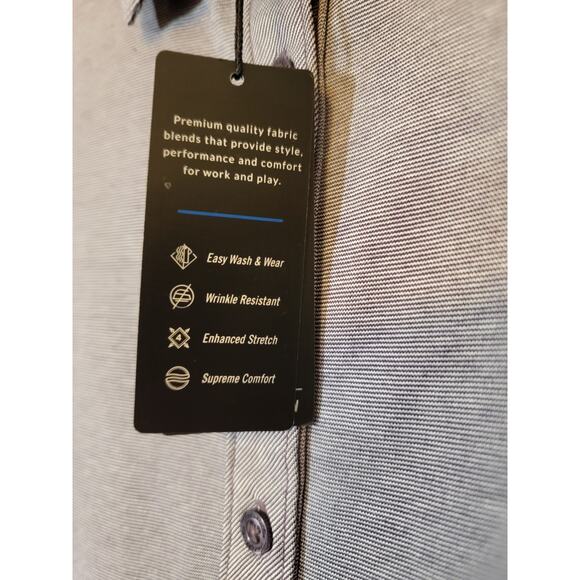 Premium quality fabric
blends that provide style,
performance and comfort
for work and play.
Easy Wash & Wear
Wrinkle Resistant
4
Enhanced Stretch
Supreme Comfort